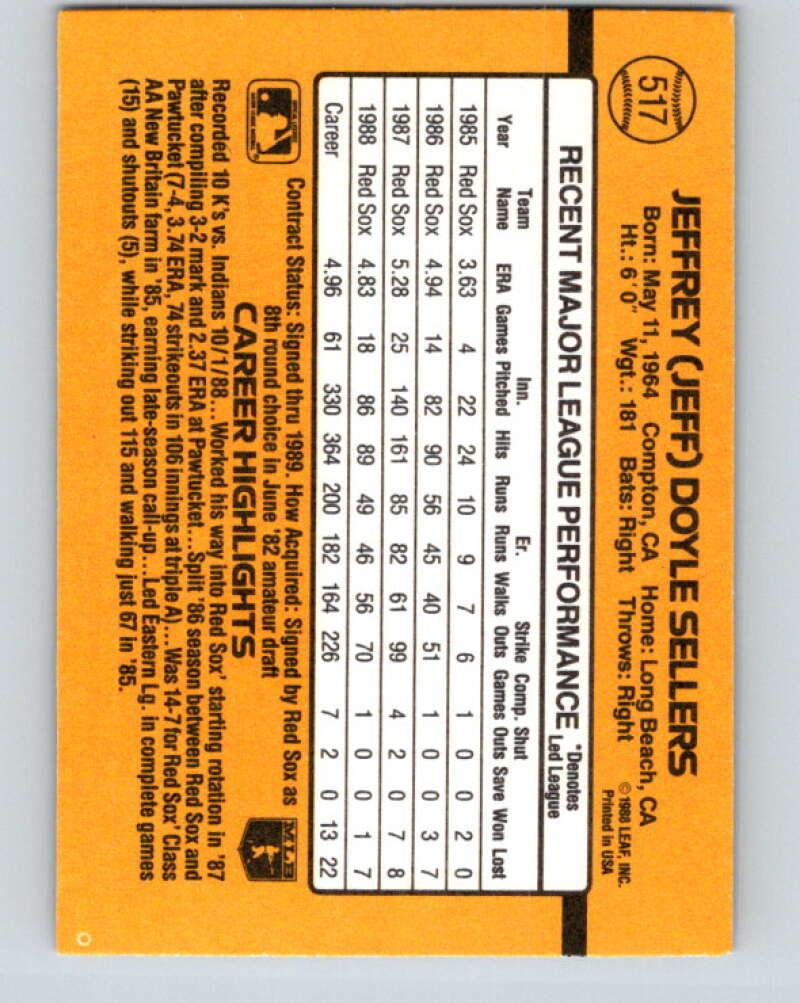 517
JEFFREY (JEFF) DOYLE SELLERS
Born: May 11, 1964 Compton, CA Home: Long Beach, CA
Ht.: 6'0" Wgt.: 181 Bats: Right Throws: Right
© 1988 LEAF, INC.
Printed in USA
RECENT MAJOR LEAGUE PERFORMANCE *Denotes
Led League
Team Inn. Er. Strike Comp. Shut
Year Name ERA Games Pitched Hits Runs Runs Walks Outs Games Outs Save Won Lost
1985 Red Sox 3.63 4 22 24 10 9 7 6 1 0 0 2 0
1986 Red Sox 4.94 14 82 90 56 45 40 51 1 0 0 3 7
1987 Red Sox 5.28 25 140 161 85 82 61 99 4 2 0 7 8
1988 Red Sox 4.83 18 86 89 49 46 56 70 1 0 0 1 7
Career 4.96 61 330 364 200 182 164 226 7 2 0 13 22
Contract Status: Signed thru 1989. How Acquired: Signed by Red Sox as
8th round choice in June '82 amateur draft
MLB
CAREER HIGHLIGHTS
Recorded 10 K's vs. Indians 10/1/88...Worked his way into Red Sox' starting rotation in '87
after compiling 3-2 mark and 2.37 ERA at Pawtucket...Split '86 season between Red Sox and
Pawtucket (7-4, 3.74 ERA, 74 strikeouts in 106 innings at triple A)...Was 14-7 for Red Sox' Class
AA New Britain farm in '85, earning late-season call-up...Led Eastern Lg. in complete games
(15) and shutouts (5), while striking out 115 and walking just 67 in '85.